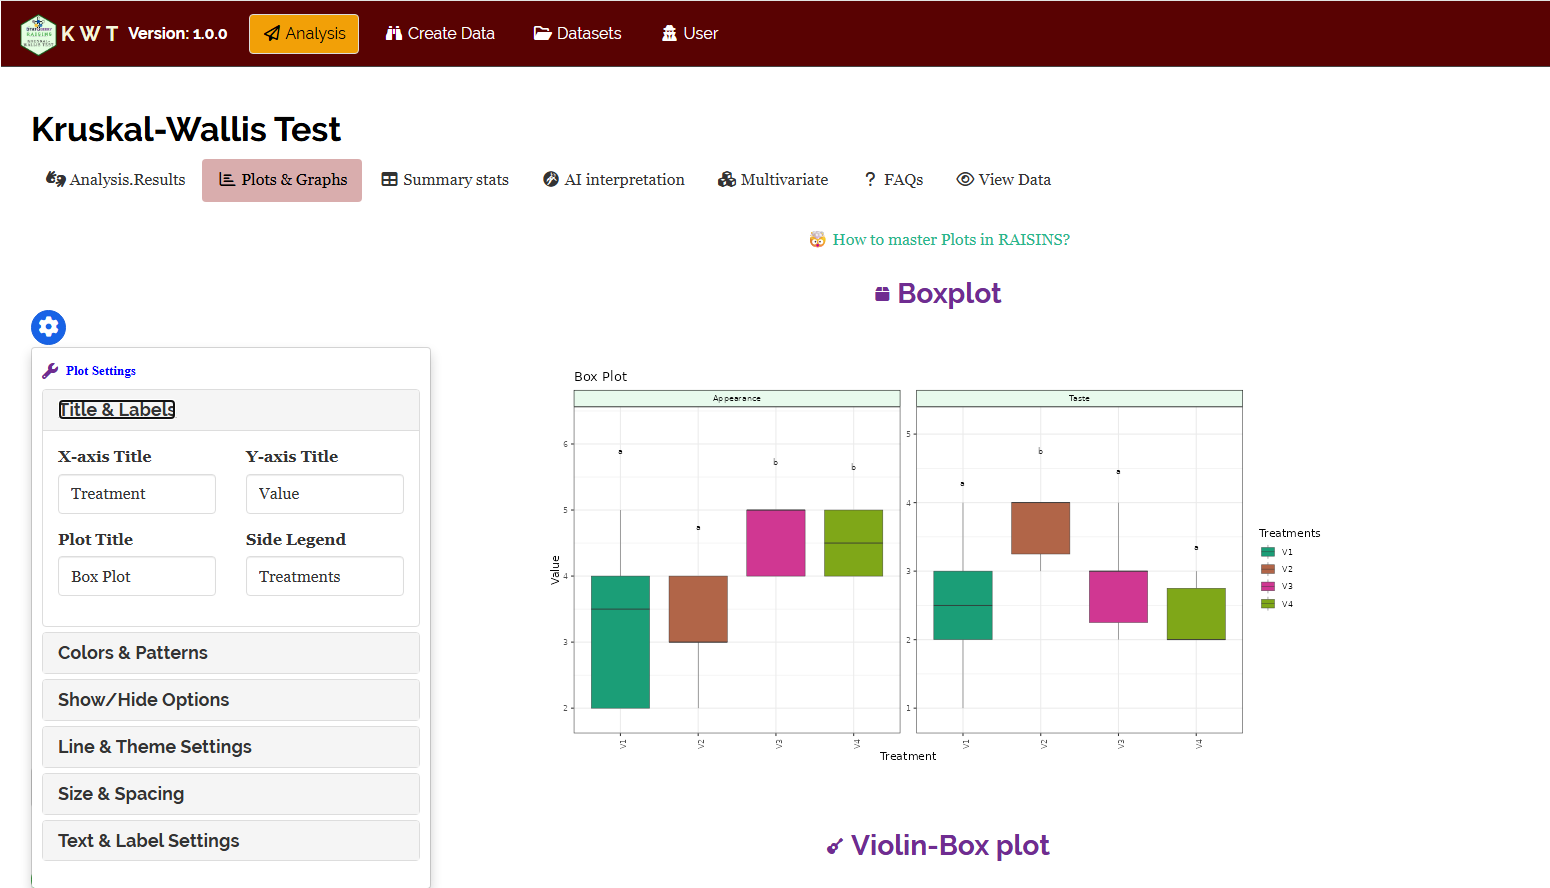 KWT Version: 1.0.0 Analysis Create Data Datasets User
Kruskal-Wallis Test
Analysis.Results Plots & Graphs Summary stats AI interpretation Multivariate ? FAQs View Data
How to master Plots in RAISINS?
Boxplot
Plot Settings
Title & Labels
X-axis Title Y-axis Title
Treatment Value
Plot Title Side Legend
Box Plot Treatments
Colors & Patterns
Show/Hide Options
Line & Theme Settings
Size & Spacing
Text & Label Settings
Box Plot
Appearance Taste
Value
6
5
4
3
2
a
a
b
b
V1 V2 V3 V4
5
4
3
2
1
a
b
a
a
V1 V2 V3 V4
Treatment
Treatments
V1
V2
V3
V4
Violin-Box plot